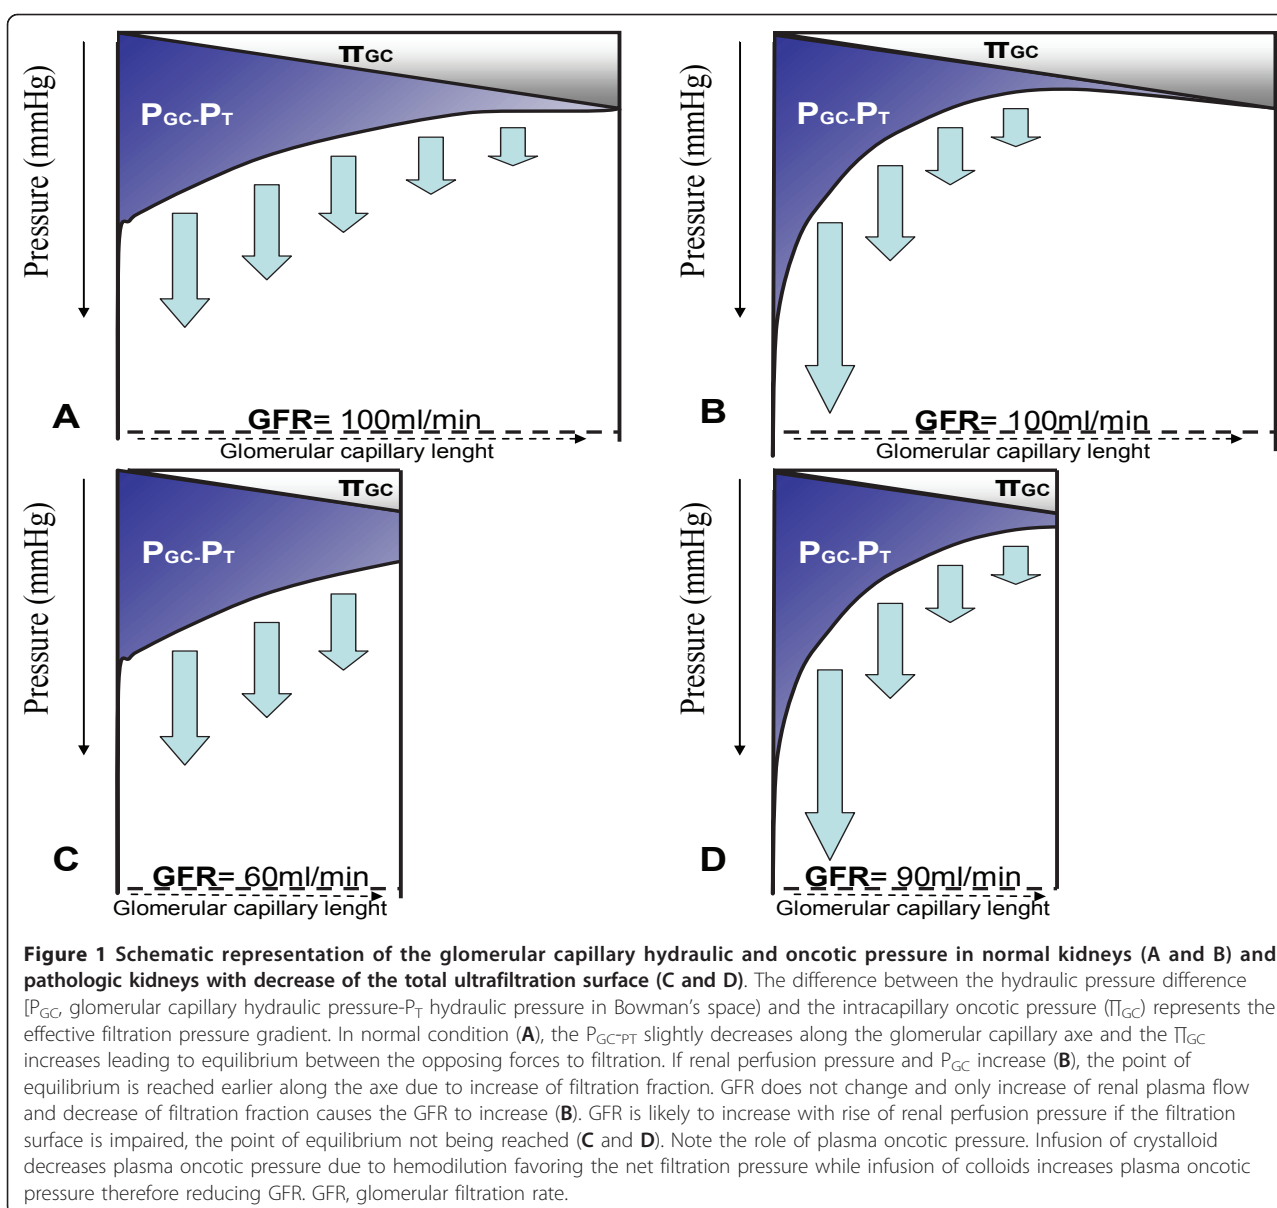 Pressure (mmHg)
πGC
PGC-PT
A
GFR= 100ml/min
Glomerular capillary lenght
Pressure (mmHg)
πGC
PGC-PT
B
GFR= 100ml/min
Glomerular capillary lenght
Pressure (mmHg)
πGC
PGC-PT
C
GFR= 60ml/min
Glomerular capillary lenght
Pressure (mmHg)
πGC
PGC-PT
D
GFR= 90ml/min
Glomerular capillary lenght
Figure 1 Schematic representation of the glomerular capillary hydraulic and oncotic pressure in normal kidneys (A and B) and
pathologic kidneys with decrease of the total ultrafiltration surface (C and D). The difference between the hydraulic pressure difference
[PGC, glomerular capillary hydraulic pressure-PT hydraulic pressure in Bowman's space) and the intracapillary oncotic pressure (∏GC) represents the
effective filtration pressure gradient. In normal condition (A), the PGC-PT slightly decreases along the glomerular capillary axe and the ∏GC
increases leading to equilibrium between the opposing forces to filtration. If renal perfusion pressure and PGC increase (B), the point of
equilibrium is reached earlier along the axe due to increase of filtration fraction. GFR does not change and only increase of renal plasma flow
and decrease of filtration fraction causes the GFR to increase (B). GFR is likely to increase with rise of renal perfusion pressure if the filtration
surface is impaired, the point of equilibrium not being reached (C and D). Note the role of plasma oncotic pressure. Infusion of crystalloid
decreases plasma oncotic pressure due to hemodilution favoring the net filtration pressure while infusion of colloids increases plasma oncotic
pressure therefore reducing GFR. GFR, glomerular filtration rate.